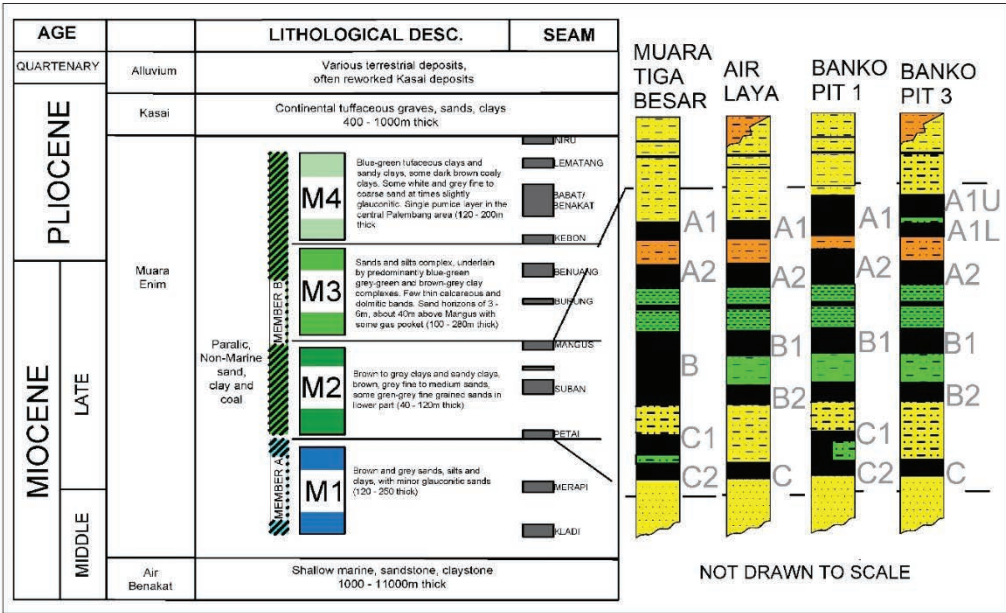 AGE
LITHOLOGICAL DESC.
SEAM
QUARTENARY
Alluvium
Various terrestrial deposits,
often reworked Kasai deposits
PLIOCENE
Kasai
Continental tuffaceous graves, sands, clays
400 - 1000m thick
MIOCENE
LATE
MIDDLE
Muara
Enim
Paralic,
Non-Marine
sand,
clay and
coal
MEMBER B
MEMBER A
M4
Blue-green tufaceous clays and
sandy clays, some dark brown coaly
clays. Some white and grey fine to
coarse sand at times slightly
glauconitic. Single pumice layer in the
central Palembang area (120 - 200m
thick
M3
Sands and silts complex, underlain
by predominantly blue-green
grey-green and brown-grey clay
complexes. Few thin calcareous and
dolmitic bands. Sand horizons of 3 -
6m, about 40m above Mangus with
some gas pocket (100 - 280m thick)
M2
Brown to grey clays and sandy clays,
brown, grey fine to medium sands,
some gren-grey fine grained sands in
liower part (40 - 120m thick)
M1
Brown and grey sands, silts and
clays, with minor glauconitic sands
(120 - 250 thick)
NIRU
LEMATANG
BABAT/
BENAKAT
KEBON
BENUANG
BURUNG
MANGUS
SUBAN
PETAI
MERAPI
KLADI
Air
Benakat
Shallow marine, sandstone, claystone
1000 - 11000m thick
MUARA
TIGA
BESAR
A1
A2
B
C1
C2
AIR
LAYA
A1
A2
B1
B2
C
BANKO
PIT 1
A1
A2
B1
B2
C1
C2
BANKO
PIT 3
A1U
A1L
A2
B1
B2
C
NOT DRAWN TO SCALE